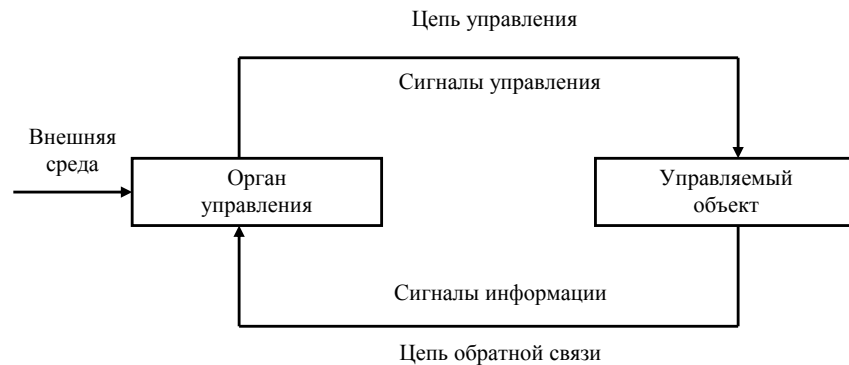 Цепь управления
Сигналы управления
Внешняя
среда
Орган
управления
Управляемый
объект
Сигналы информации
Цепь обратной связи